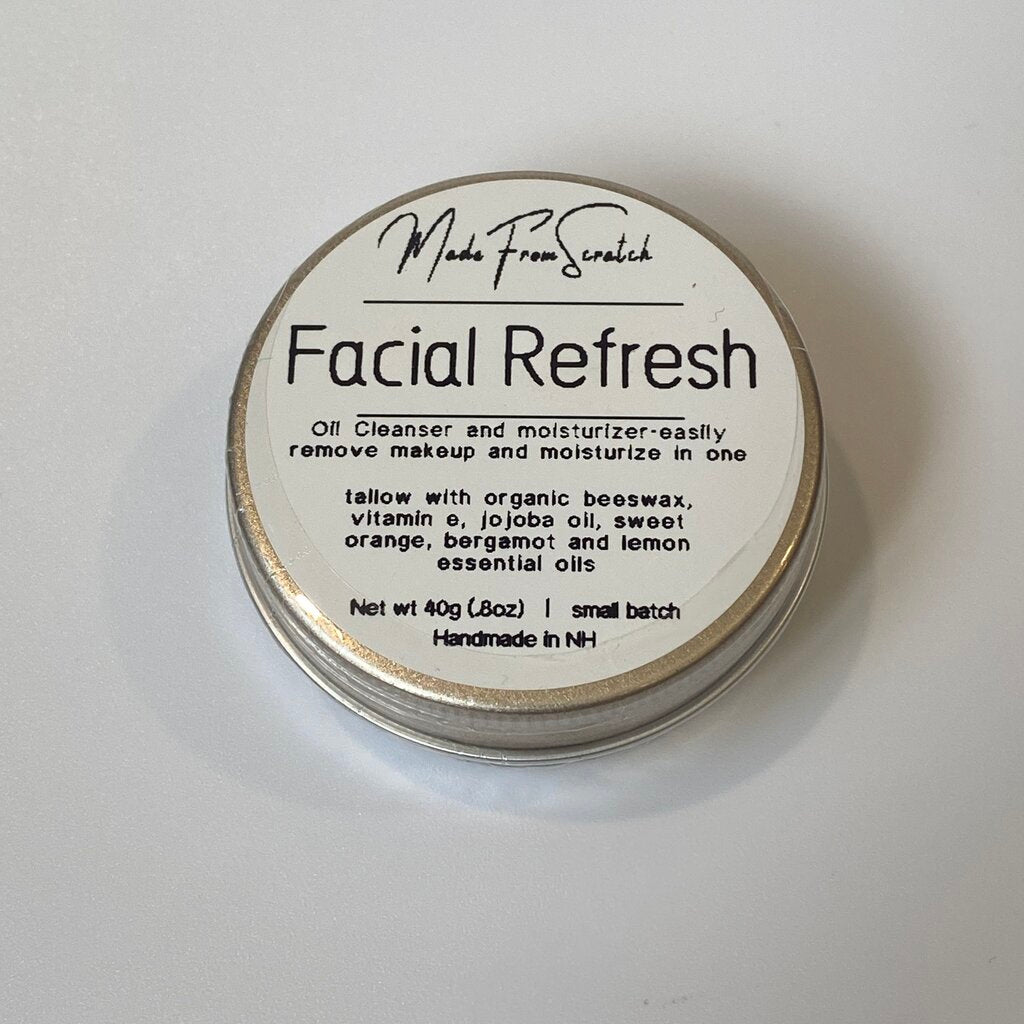 Made From Scratch
Facial Refresh
Oil Cleanser and moisturizer-easily
remove makeup and moisturize in one
tallow with organic beeswax,
vitamin e, jojoba oil, sweet
orange, bergamot and lemon
essential oils
Net wt 40g (.8oz) | small batch
Handmade in NH